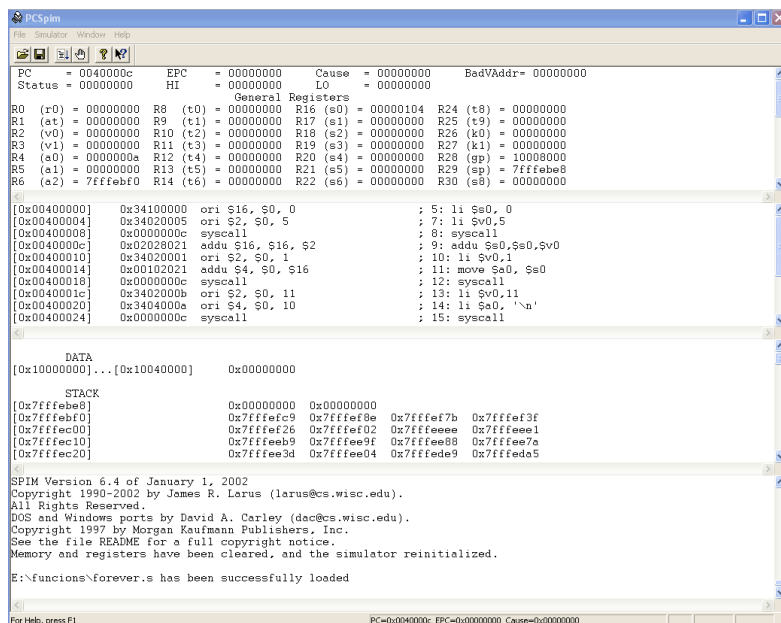 PCSpim
File Simulator Window Help
PC = 0040000c EPC = 00000000 Cause = 00000000 BadVAddr= 00000000
Status = 00000000 HI = 00000000 LO = 00000000
General Registers
R0 (r0) = 00000000 R8 (t0) = 00000000 R16 (s0) = 00000104 R24 (t8) = 00000000
R1 (at) = 00000000 R9 (t1) = 00000000 R17 (s1) = 00000000 R25 (t9) = 00000000
R2 (v0) = 00000000 R10 (t2) = 00000000 R18 (s2) = 00000000 R26 (k0) = 00000000
R3 (v1) = 00000000 R11 (t3) = 00000000 R19 (s3) = 00000000 R27 (k1) = 00000000
R4 (a0) = 0000000a R12 (t4) = 00000000 R20 (s4) = 00000000 R28 (gp) = 10008000
R5 (a1) = 00000000 R13 (t5) = 00000000 R21 (s5) = 00000000 R29 (sp) = 7fffebe8
R6 (a2) = 7fffebf0 R14 (t6) = 00000000 R22 (s6) = 00000000 R30 (s8) = 00000000
[0x00400000] 0x34100000 ori $16, $0, 0 ; 5: li $s0, 0
[0x00400004] 0x34020005 ori $2, $0, 5 ; 7: li $v0,5
[0x00400008] 0x0000000c syscall ; 8: syscall
[0x0040000c] 0x02028021 addu $16, $16, $2 ; 9: addu $s0,$s0,$v0
[0x00400010] 0x34020001 ori $2, $0, 1 ; 10: li $v0,1
[0x00400014] 0x00102021 addu $4, $0, $16 ; 11: move $a0, $s0
[0x00400018] 0x0000000c syscall ; 12: syscall
[0x0040001c] 0x3402000b ori $2, $0, 11 ; 13: li $v0,11
[0x00400020] 0x3404000a ori $4, $0, 10 ; 14: li $a0, '\n'
[0x00400024] 0x0000000c syscall ; 15: syscall
DATA
[0x10000000]...[0x10040000] 0x00000000
STACK
[0x7fffebe8] 0x00000000 0x00000000
[0x7fffebf0] 0x7fffefc9 0x7fffef8e 0x7fffef7b 0x7fffef3f
[0x7fffec00] 0x7fffef26 0x7fffef02 0x7fffeeee 0x7fffeee1
[0x7fffec10] 0x7fffeeb9 0x7fffee9f 0x7fffee88 0x7fffee7a
[0x7fffec20] 0x7fffee3d 0x7fffee04 0x7fffede9 0x7fffeda5
SPIM Version 6.4 of January 1, 2002
Copyright 1990-2002 by James R. Larus (larus@cs.wisc.edu).
All Rights Reserved.
DOS and Windows ports by David A. Carley (dac@cs.wisc.edu).
Copyright 1997 by Morgan Kaufmann Publishers, Inc.
See the file README for a full copyright notice.
Memory and registers have been cleared, and the simulator reinitialized.
E:\funcions\forever.s has been successfully loaded
For Help, press F1 PC=0x0040000c EPC=0x00000000 Cause=0x00000000